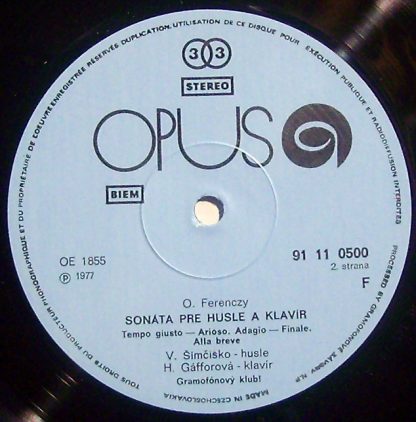 TOUS DROITS DU PRODUCTEUR PHONOGRAPHIQUE ET DU PROPRIÉTAIRE DE L'OEUVRE ENREGISTRÉE RÉSERVÉS. DUPLICATION, UTILISATION DE CE DISQUE POUR EXÉCUTION PUBLIQUE ET RADIODIFFUSION INTERDITES
33
STEREO
OPUS
BIEM
OE 1855
℗ 1977
91 11 0500
2. strana
F
O. Ferenczy
SONÁTA PRE HUSLE A KLAVÍR
Tempo giusto — Arioso. Adagio — Finale.
Alla breve
V. Šimčisko - husle
H. Gáfforová - klavír
Gramofónový klub!
MADE IN CZECHOSLOVAKIA
PROCESSED BY GRAMOFONOVÉ ZÁVODY N.P.